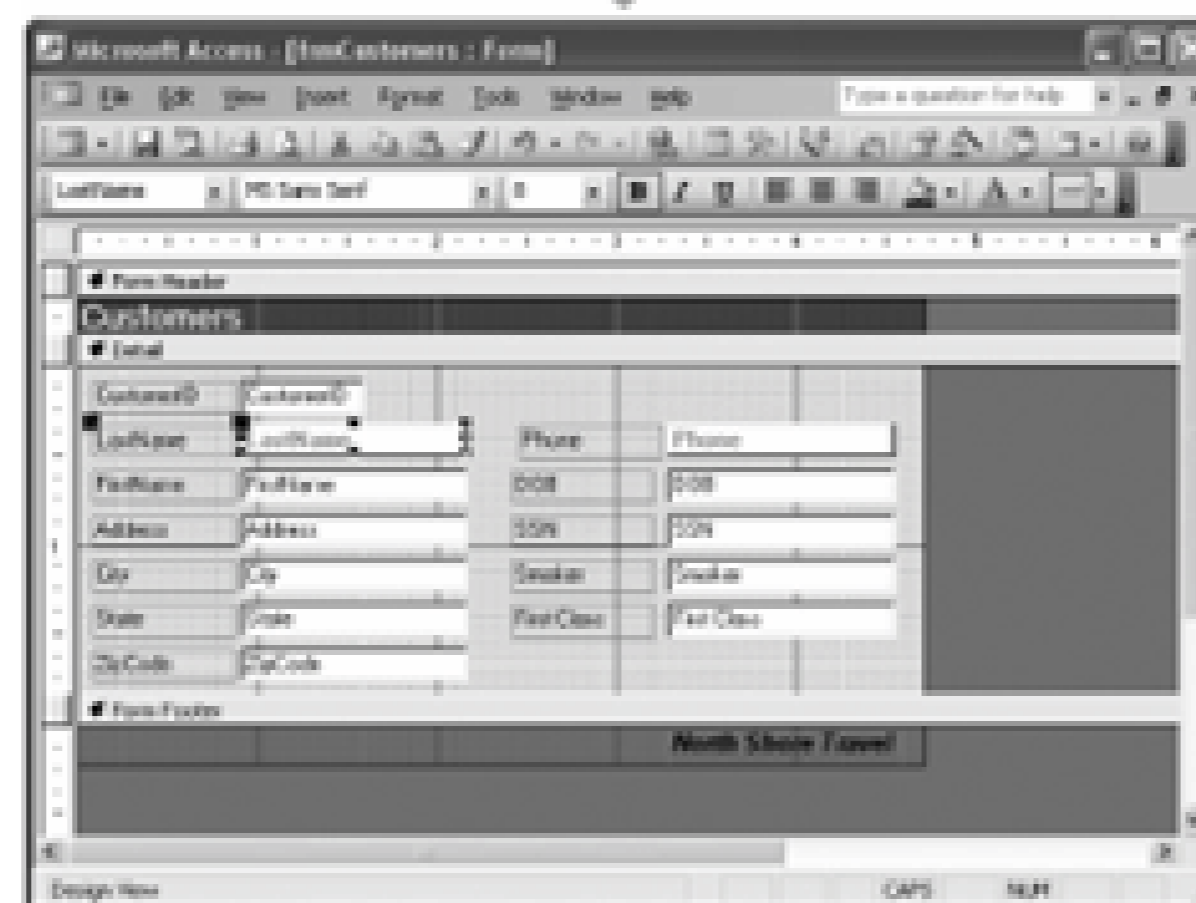 Microsoft Access - [frmCustomers : Form]
File Edit View Insert Format Tools Window Help Type a question for help
LastName MS Sans Serif 8 B I U A
Form Header
Customers
Detail
CustomerID CustomerID
LastName LastName Phone Phone
FirstName FirstName DOB DOB
Address Address SSN SSN
City City Smoker Smoker
State State First Class First Class
ZipCode ZipCode
Form Footer
North Shore Travel
Design View CAPS NUM